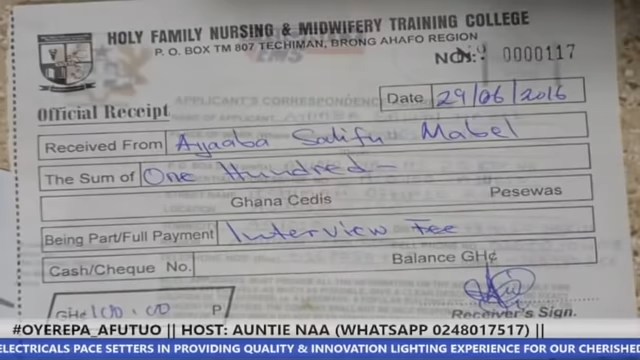 HOLY FAMILY NURSING & MIDWIFERY TRAINING COLLEGE
P. O. BOX TM 807 TECHIMAN, BRONG AHAFO REGION
0000117
Official Receipt
Date 29/06/2016
Received From Ayaaba Salifu Mabel
The Sum of One Hundred
Ghana Cedis Pesewas
Being Part/Full Payment Interview Fee
Cash/Cheque No. Balance GH¢
GH¢ 100.00 P
Receiver's Sign.
#OYEREPA_AFUTUO || HOST: AUNTIE NAA (WHATSAPP 0248017517) ||
ELECTRICALS PACE SETTERS IN PROVIDING QUALITY & INNOVATION LIGHTING EXPERIENCE FOR OUR CHERISHED